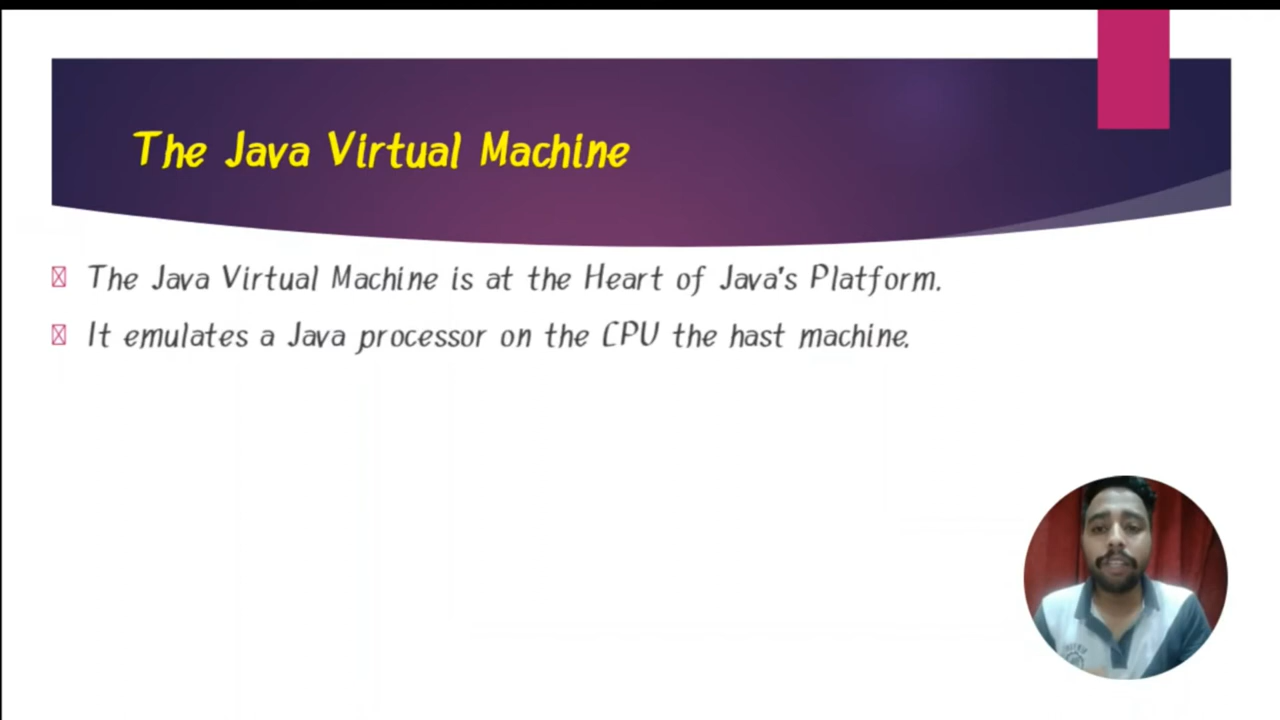 The Java Virtual Machine
The Java Virtual Machine is at the Heart of Java's Platform.
It emulates a Java processor on the CPU the hast machine.